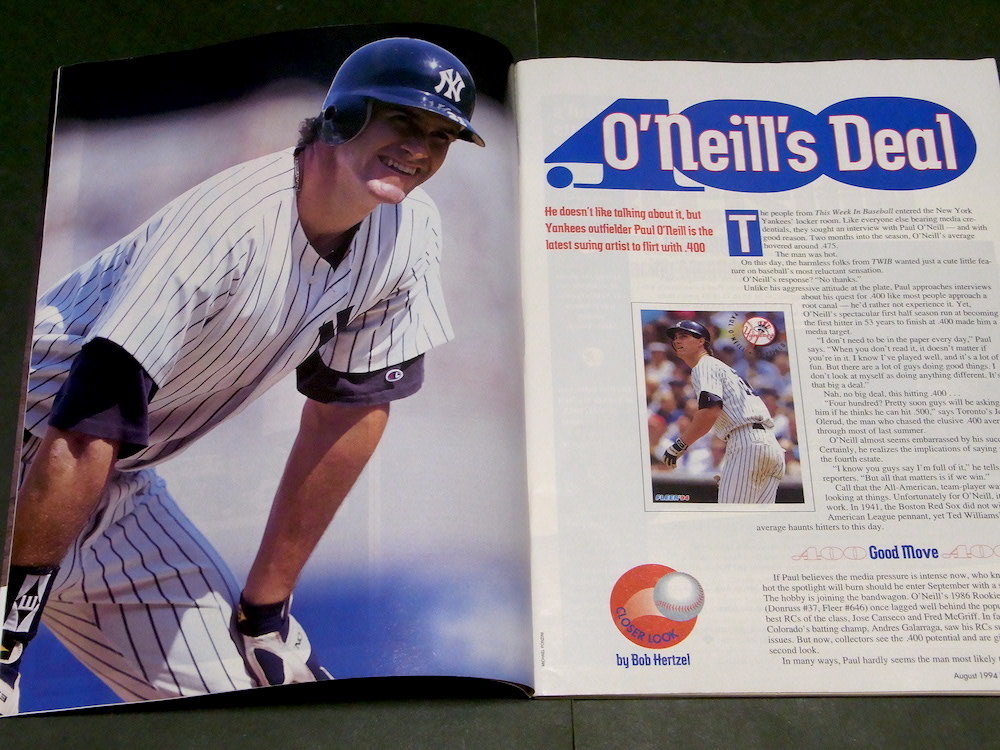 NY
C
.400
O'Neill's Deal
He doesn't like talking about it, but
Yankees outfielder Paul O'Neill is the
latest swing artist to flirt with .400
The people from This Week In Baseball entered the New York
Yankees' locker room. Like everyone else bearing media cre-
dentials, they sought an interview with Paul O'Neill — and with
good reason. Two months into the season, O'Neill's average
hovered around .475.
The man was hot.
On this day, the harmless folks from TWIB wanted just a cute little fea-
ture on baseball's most reluctant sensation.
O'Neill's response? "No thanks."
Unlike his aggressive attitude at the plate, Paul approaches interviews
about his quest for .400 like most people approach a
root canal — he'd rather not experience it. Yet,
O'Neill's spectacular first half season run at becoming
the first hitter in 53 years to finish at .400 made him a
media target.
"I don't need to be in the paper every day," Paul
says. "When you don't read it, it doesn't matter if
you're in it. I know I've played well, and it's a lot of
fun. But there are a lot of guys doing good things. I
don't look at myself as doing anything different. It's
that big a deal."
Nah, no big deal, this hitting .400 . . .
"Four hundred? Pretty soon guys will be asking
him if he thinks he can hit .500," says Toronto's
Olerud, the man who chased the elusive .400
through most of last summer.
O'Neill almost seems embarrassed by his
Certainly, he realizes the implications of saying
the fourth estate.
"I know you guys say I'm full of it," he tells
reporters. "But all that matters is if we win."
Call that the All-American, team-player
looking at things. Unfortunately for O'Neill,
work. In 1941, the Boston Red Sox did not
American League pennant, yet Ted Williams'
average haunts hitters to this day.
FLEER '94
.400 Good Move .400
If Paul believes the media pressure is intense now, who
hot the spotlight will burn should he enter September with a
The hobby is joining the bandwagon. O'Neill's 1986 Rookie
(Donruss #37, Fleer #646) once lagged well behind the
best RCs of the class, Jose Canseco and Fred McGriff. In
Colorado's batting champ, Andres Galarraga, saw his RCs
issues. But now, collectors see the .400 potential and are
second look.
In many ways, Paul hardly seems the man most likely
CLOSER LOOK
by Bob Hertzel
August 1994